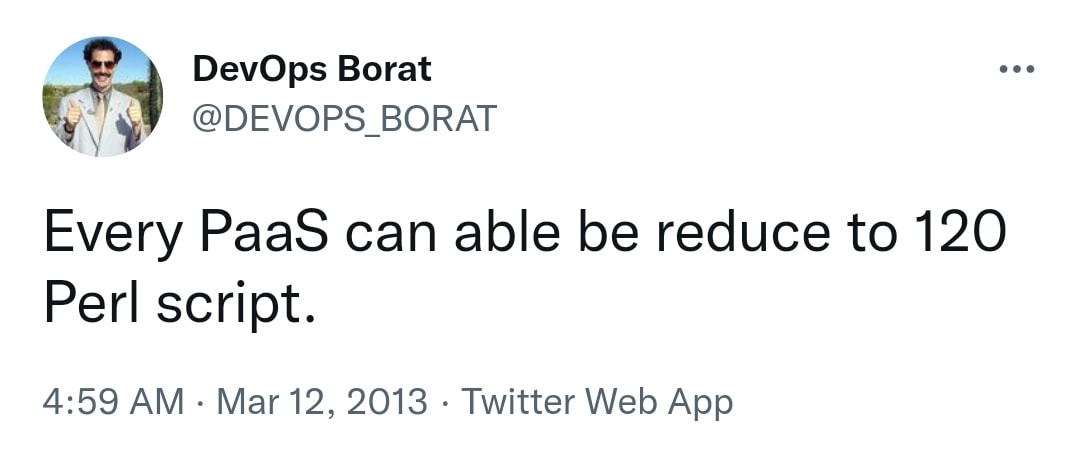 DevOps Borat
@DEVOPS_BORAT
Every PaaS can able be reduce to 120
Perl script.
4:59 AM · Mar 12, 2013 · Twitter Web App